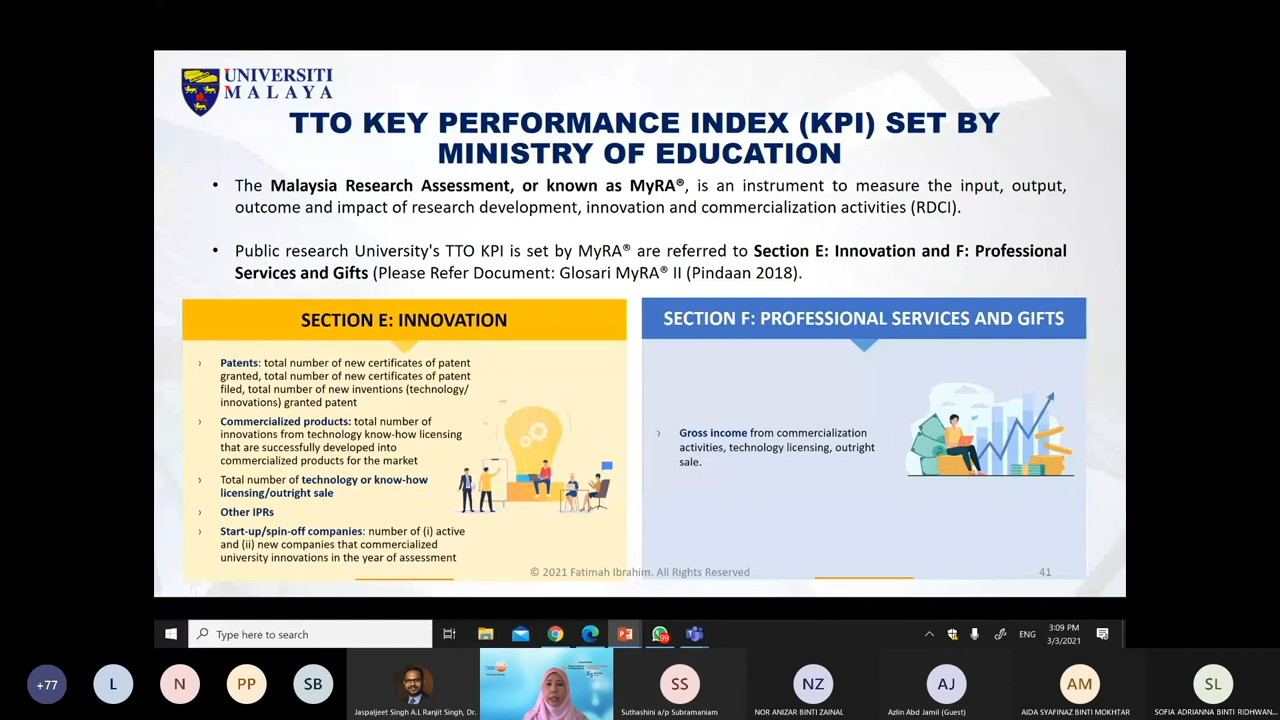 UNIVERSITI
MALAYA
TTO KEY PERFORMANCE INDEX (KPI) SET BY
MINISTRY OF EDUCATION
• The Malaysia Research Assessment, or known as MyRA®, is an instrument to measure the input, output,
outcome and impact of research development, innovation and commercialization activities (RDCI).
• Public research University's TTO KPI is set by MyRA® are referred to Section E: Innovation and F: Professional
Services and Gifts (Please Refer Document: Glosari MyRA® II (Pindaan 2018).
SECTION E: INNOVATION
› Patents: total number of new certificates of patent
granted, total number of new certificates of patent
filed, total number of new inventions (technology/
innovations) granted patent
› Commercialized products: total number of
innovations from technology know-how licensing
that are successfully developed into
commercialized products for the market
› Total number of technology or know-how
licensing/outright sale
› Other IPRs
› Start-up/spin-off companies: number of (i) active
and (ii) new companies that commercialized
university innovations in the year of assessment
SECTION F: PROFESSIONAL SERVICES AND GIFTS
› Gross income from commercialization
activities, technology licensing, outright
sale.
© 2021 Fatimah Ibrahim. All Rights Reserved
41
Type here to search
99
ENG
3:09 PM
3/3/2021
+77
L
N
PP
SB
SS
NZ
AJ
AM
SL
Jaspaljeet Singh A.L Ranjit Singh, Dr.
Suthashini a/p Subramaniam
NOR ANIZAR BINTI ZAINAL
Azlin Abd Jamil (Guest)
AIDA SYAFINAZ BINTI MOKHTAR
SOFIA ADRIANNA BINTI RIDHWAN...